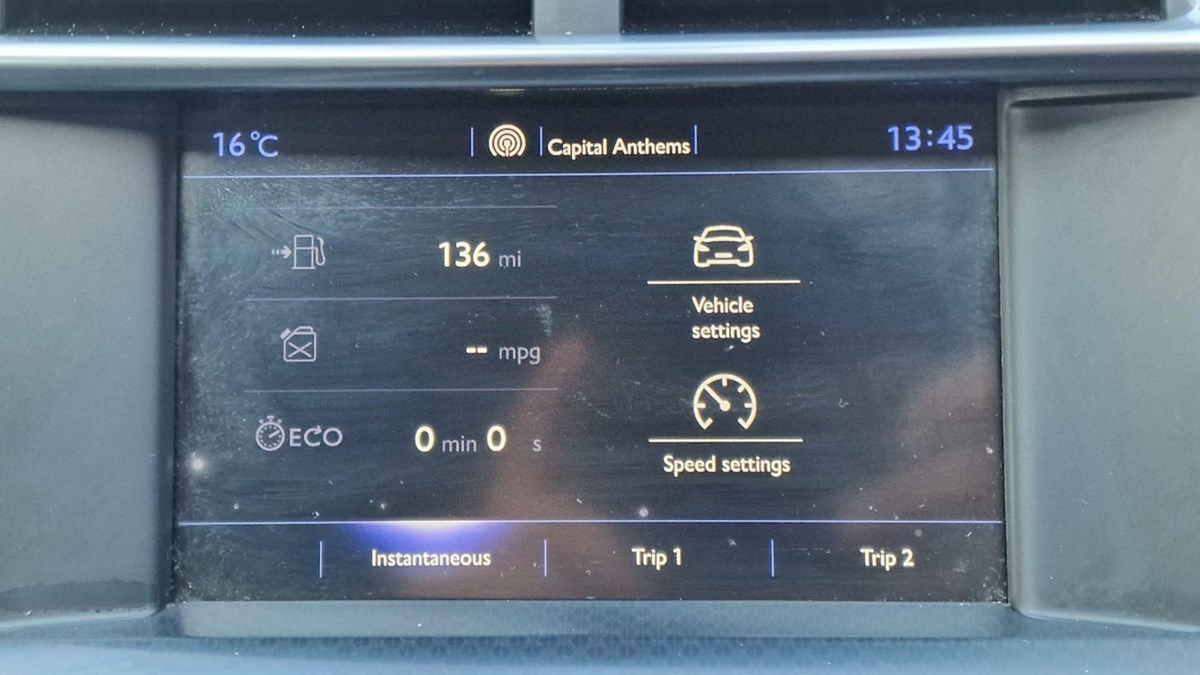 16°C
Capital Anthems
13:45
136 mi
-- mpg
ECO 0 min 0 s
Vehicle
settings
Speed settings
Instantaneous
Trip 1
Trip 2